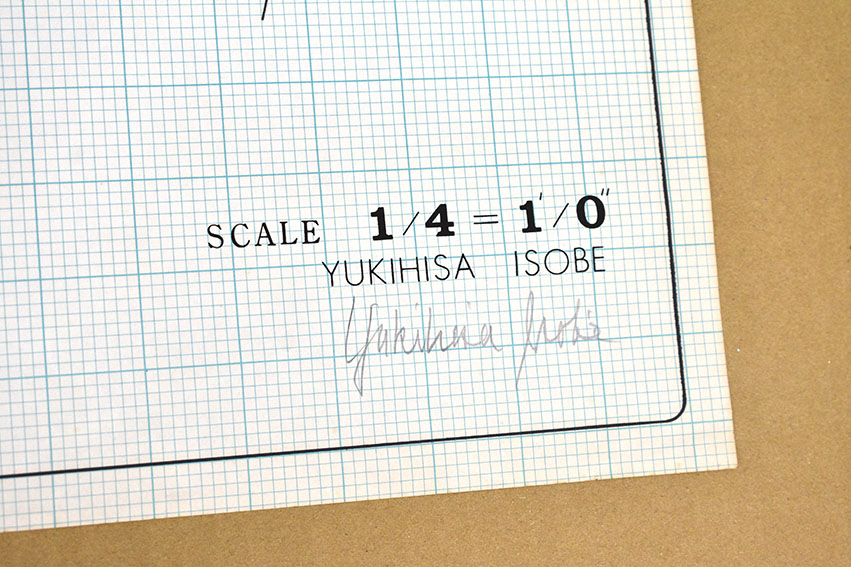 SCALE 1/4 = 1'/0"
YUKIHISA ISOBE
Yukihisa Isobe